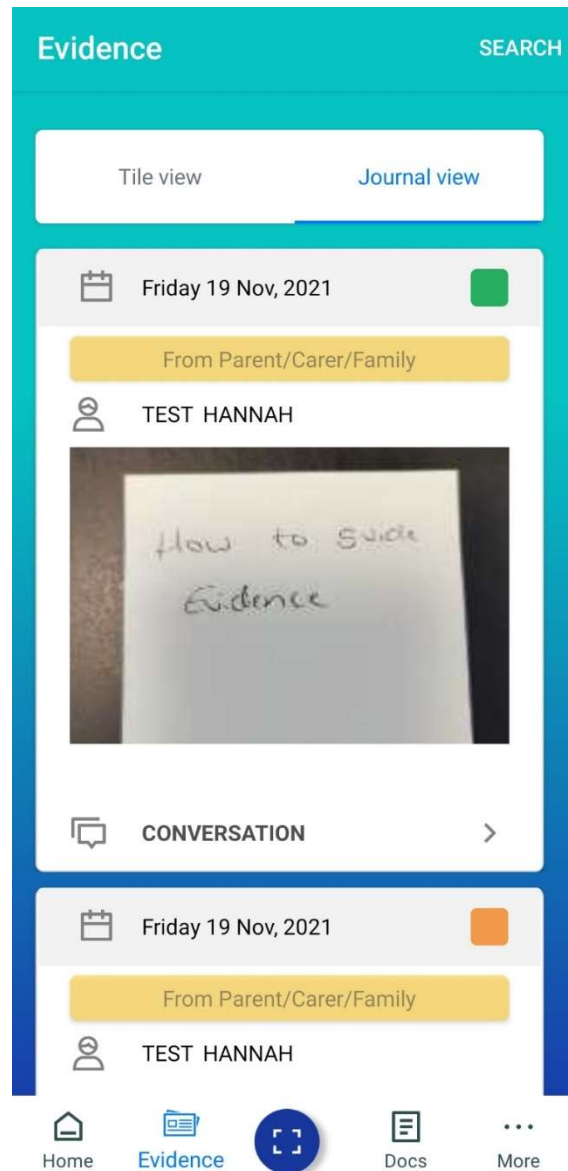 Evidence
SEARCH
Tile view
Journal view
Friday 19 Nov, 2021
From Parent/Carer/Family
TEST HANNAH
How to Guide
Evidence
CONVERSATION
Friday 19 Nov, 2021
From Parent/Carer/Family
TEST HANNAH
Home
Evidence
Docs
More